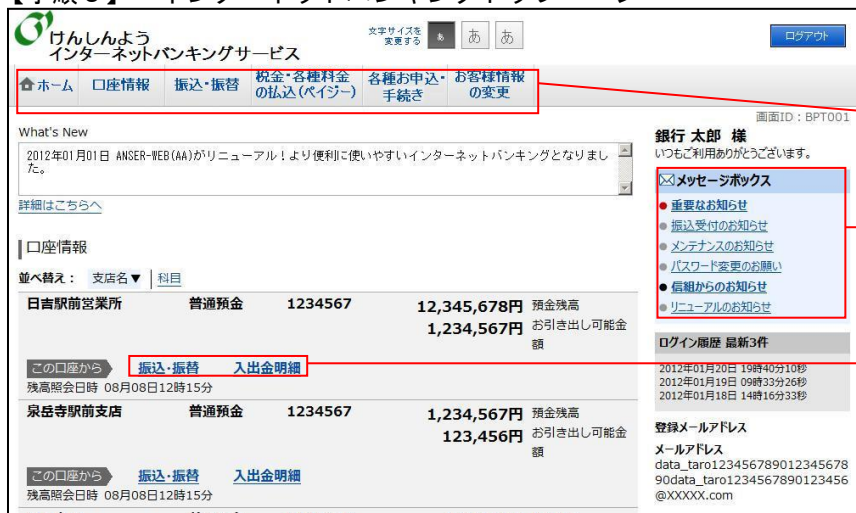 けんしんよう
インターネットバンキングサービス
文字サイズを
変更する
あ あ あ
ログアウト
ホーム 口座情報 振込・振替 税金・各種料金 各種お申込・ お客様情報
の払込(ペイジー) 手続き の変更
画面ID：BPT001
What's New
2012年01月01日 ANSER-WEB(AA)がリニューアル！より便利に使いやすいインターネットバンキングとなりまし
た。
詳細はこちらへ
口座情報
並べ替え： 支店名▼ 科目
日吉駅前営業所 普通預金 1234567 12,345,678円 預金残高
1,234,567円 お引き出し可能金
額
この口座から 振込・振替 入出金明細
残高照会日時 08月08日12時15分
泉岳寺駅前支店 普通預金 1234567 1,234,567円 預金残高
123,456円 お引き出し可能金
額
この口座から 振込・振替 入出金明細
残高照会日時 08月08日12時15分
銀行 太郎 様
いつもご利用ありがとうございます。
メッセージボックス
重要なお知らせ
振込受付のお知らせ
メンテナンスのお知らせ
パスワード変更のお願い
信組からのお知らせ
リニューアルのお知らせ
ログイン履歴 最新3件
2012年01月20日 19時40分10秒
2012年01月19日 09時33分26秒
2012年01月18日 14時16分33秒
登録メールアドレス
メールアドレス
data_taro123456789012345678
90data_taro1234567890123456
@XXXXX.com